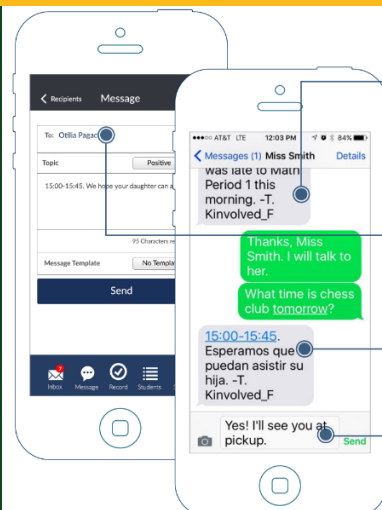 Recipients Message
To: Otilia Pagac
Topic Positive
15:00-15:45. We hope your daughter can a
95 Characters re
Message Template No Templa
Send
7
Inbox Message Record Students
AT&T LTE 12:03 PM 84%
Messages (1) Miss Smith Details
was late to Math
Period 1 this
morning. -T.
Kinvolved_F
Thanks, Miss
Smith. I will talk to
her.
What time is chess
club tomorrow?
15:00-15:45.
Esperamos que
puedan asistir su
hija. -T.
Kinvolved_F
Yes! I'll see you at
pickup.
Send